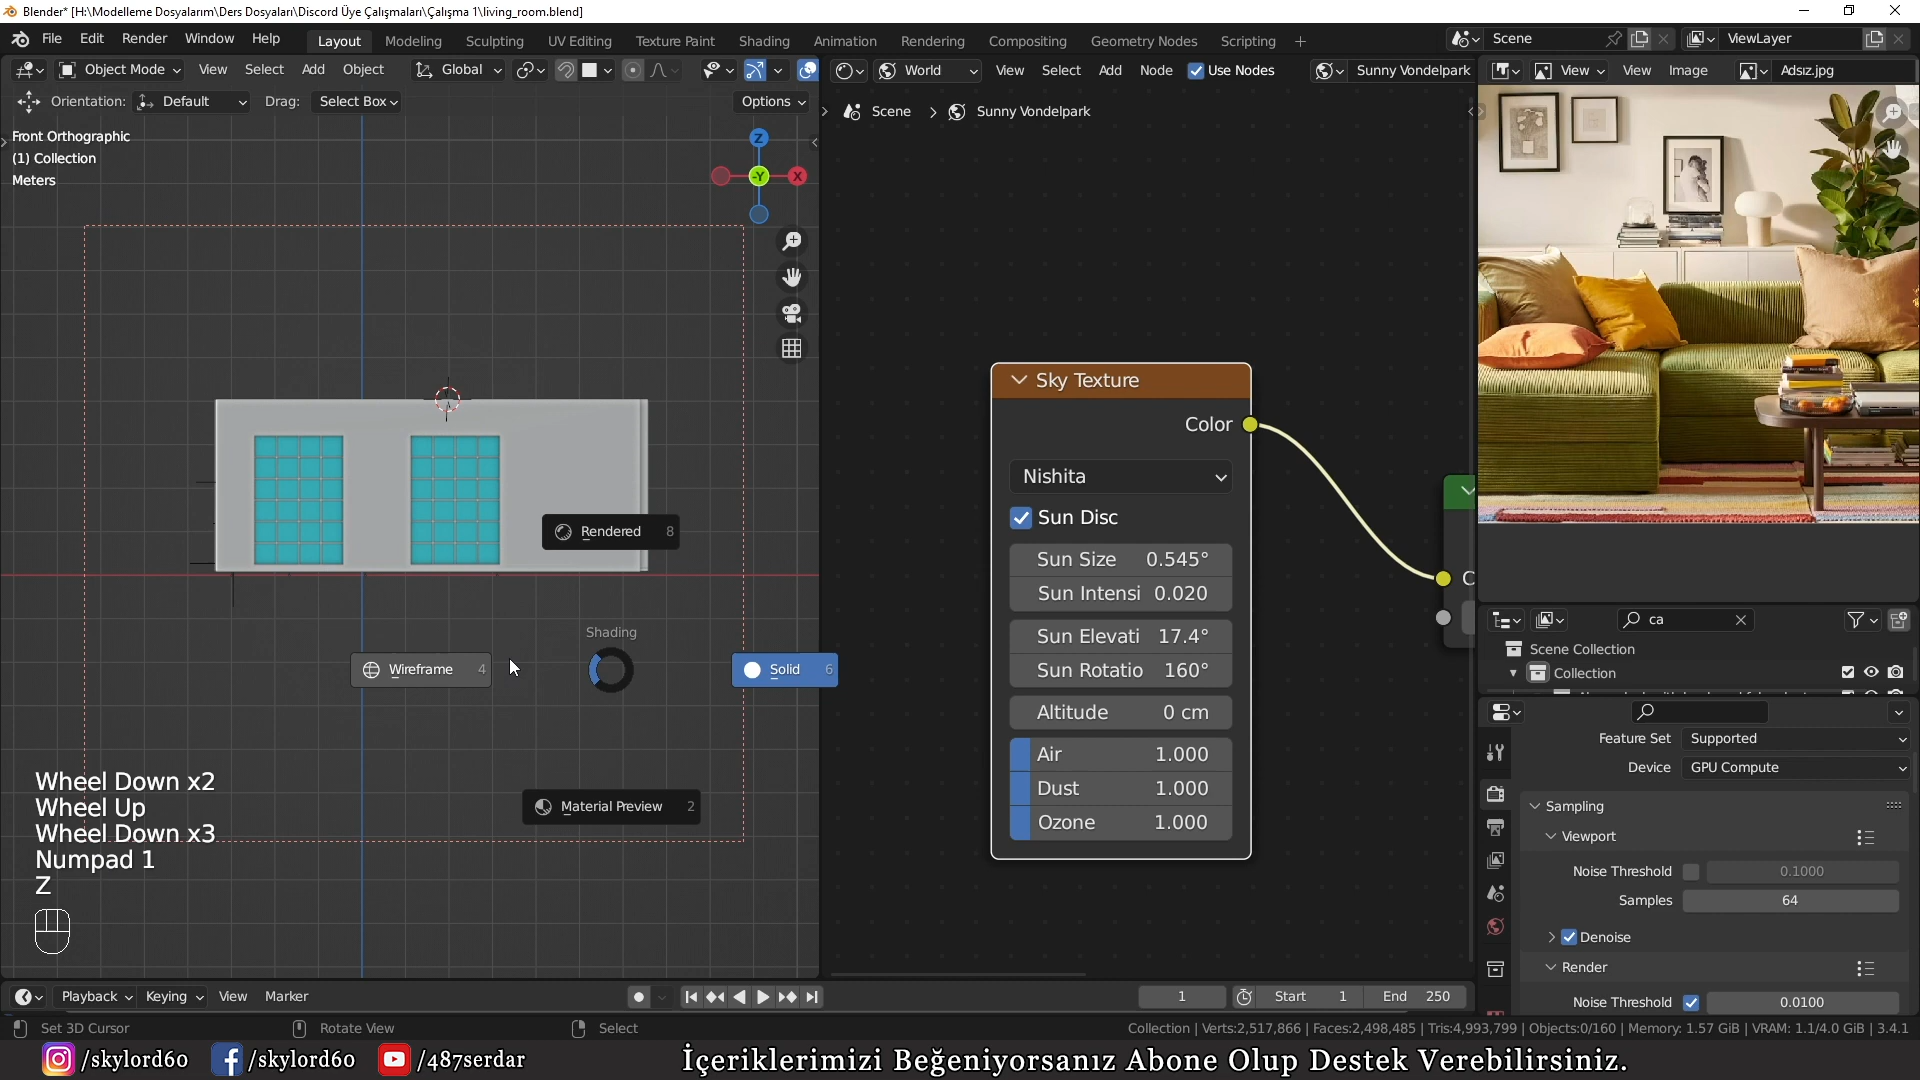 Blender* [H:\Modelleme Dosyalarım\Ders Dosyaları\Discord Üye Çalışmaları\Çalışma 1\living_room.blend]
File Edit Render Window Help Layout Modeling Sculpting UV Editing Texture Paint Shading Animation Rendering Compositing Geometry Nodes Scripting + Scene ViewLayer
Object Mode View Select Add Object Global World View Select Add Node Use Nodes Sunny Vondelpark View View Image Adsız.jpg
Orientation: Default Drag: Select Box Options Scene Sunny Vondelpark
Front Orthographic
(1) Collection
Meters
Z
-Y X
Sky Texture
Color
Nishita
Sun Disc
Rendered 8
Sun Size 0.545°
Sun Intensi 0.020
Shading
Sun Elevati 17.4°
Wireframe 4
Solid 6
Sun Rotatio 160°
Altitude 0 cm
Air 1.000
Material Preview 2
Dust 1.000
Ozone 1.000
ca
Scene Collection
Collection
Feature Set Supported
Device GPU Compute
Sampling
Viewport
Noise Threshold 0.1000
Samples 64
Denoise
Render
Noise Threshold 0.0100
Wheel Down x2
Wheel Up
Wheel Down x3
Numpad 1
Z
Playback Keying View Marker 1 Start 1 End 250
Set 3D Cursor Rotate View Select Collection | Verts:2,517,866 | Faces:2,498,485 | Tris:4,993,799 | Objects:0/160 | Memory: 1.57 GiB | VRAM: 1.1/4.0 GiB | 3.4.1
/skylord60 /skylord60 /487serdar İçeriklerimizi Beğeniyorsanız Abone Olup Destek Verebilirsiniz.